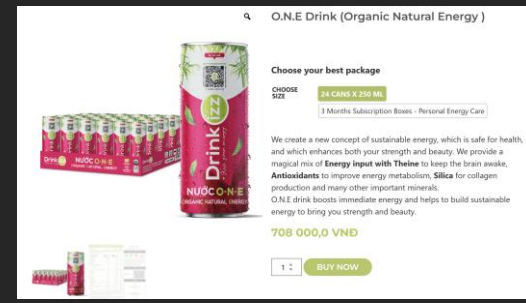 O.N.E Drink (Organic Natural Energy )
Choose your best package
CHOOSE
SIZE
24 CANS X 250 ML
3 Months Subscription Boxes - Personal Energy Care
We create a new concept of sustainable energy, which is safe for health,
and which enhances both your strength and beauty. We provide a
magical mix of Energy input with Theine to keep the brain awake,
Antioxidants to improve energy metabolism, Silica for collagen
production and many other important minerals.
O.N.E drink boosts immediate energy and helps to build sustainable
energy to bring you strength and beauty.
708 000,0 VNĐ
1
BUY NOW
Drinkizz
NƯỚC O·N·E
ORGANIC NATURAL ENERGY
Drinkizz
NƯỚC O·N·E